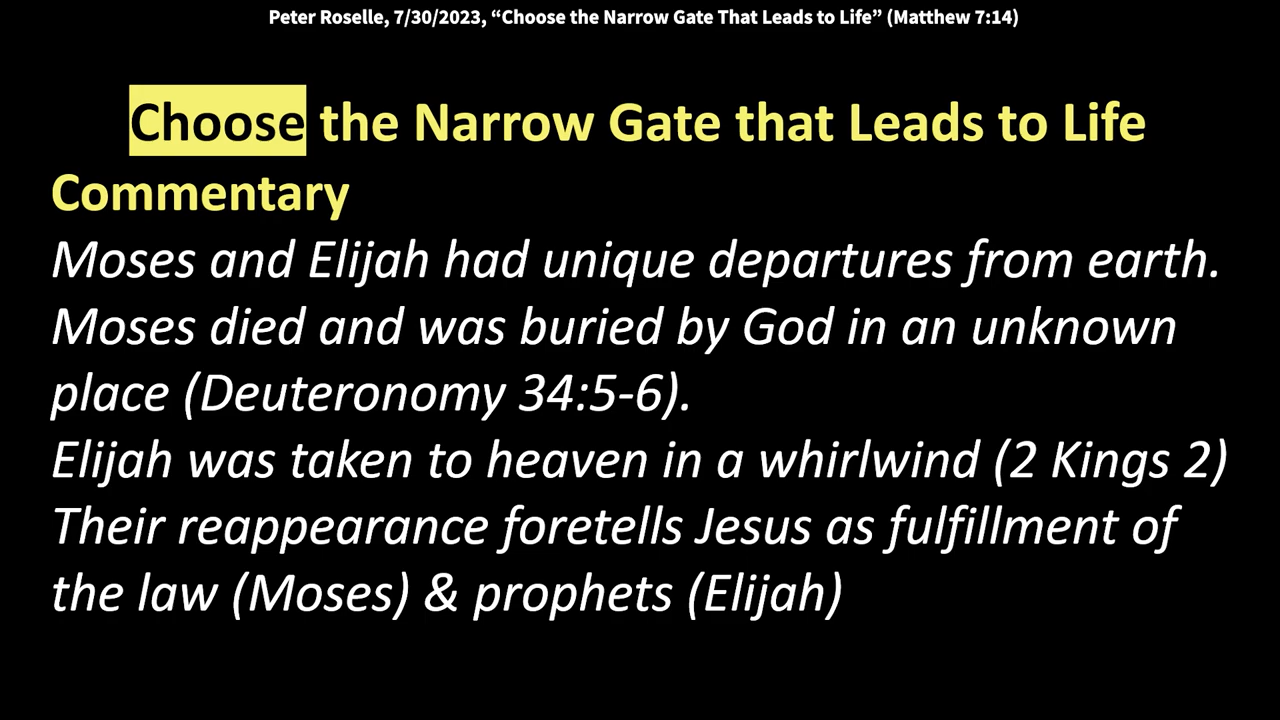 Peter Roselle, 7/30/2023, “Choose the Narrow Gate That Leads to Life” (Matthew 7:14)
Choose the Narrow Gate that Leads to Life
Commentary
Moses and Elijah had unique departures from earth.
Moses died and was buried by God in an unknown
place (Deuteronomy 34:5-6).
Elijah was taken to heaven in a whirlwind (2 Kings 2)
Their reappearance foretells Jesus as fulfillment of
the law (Moses) & prophets (Elijah)